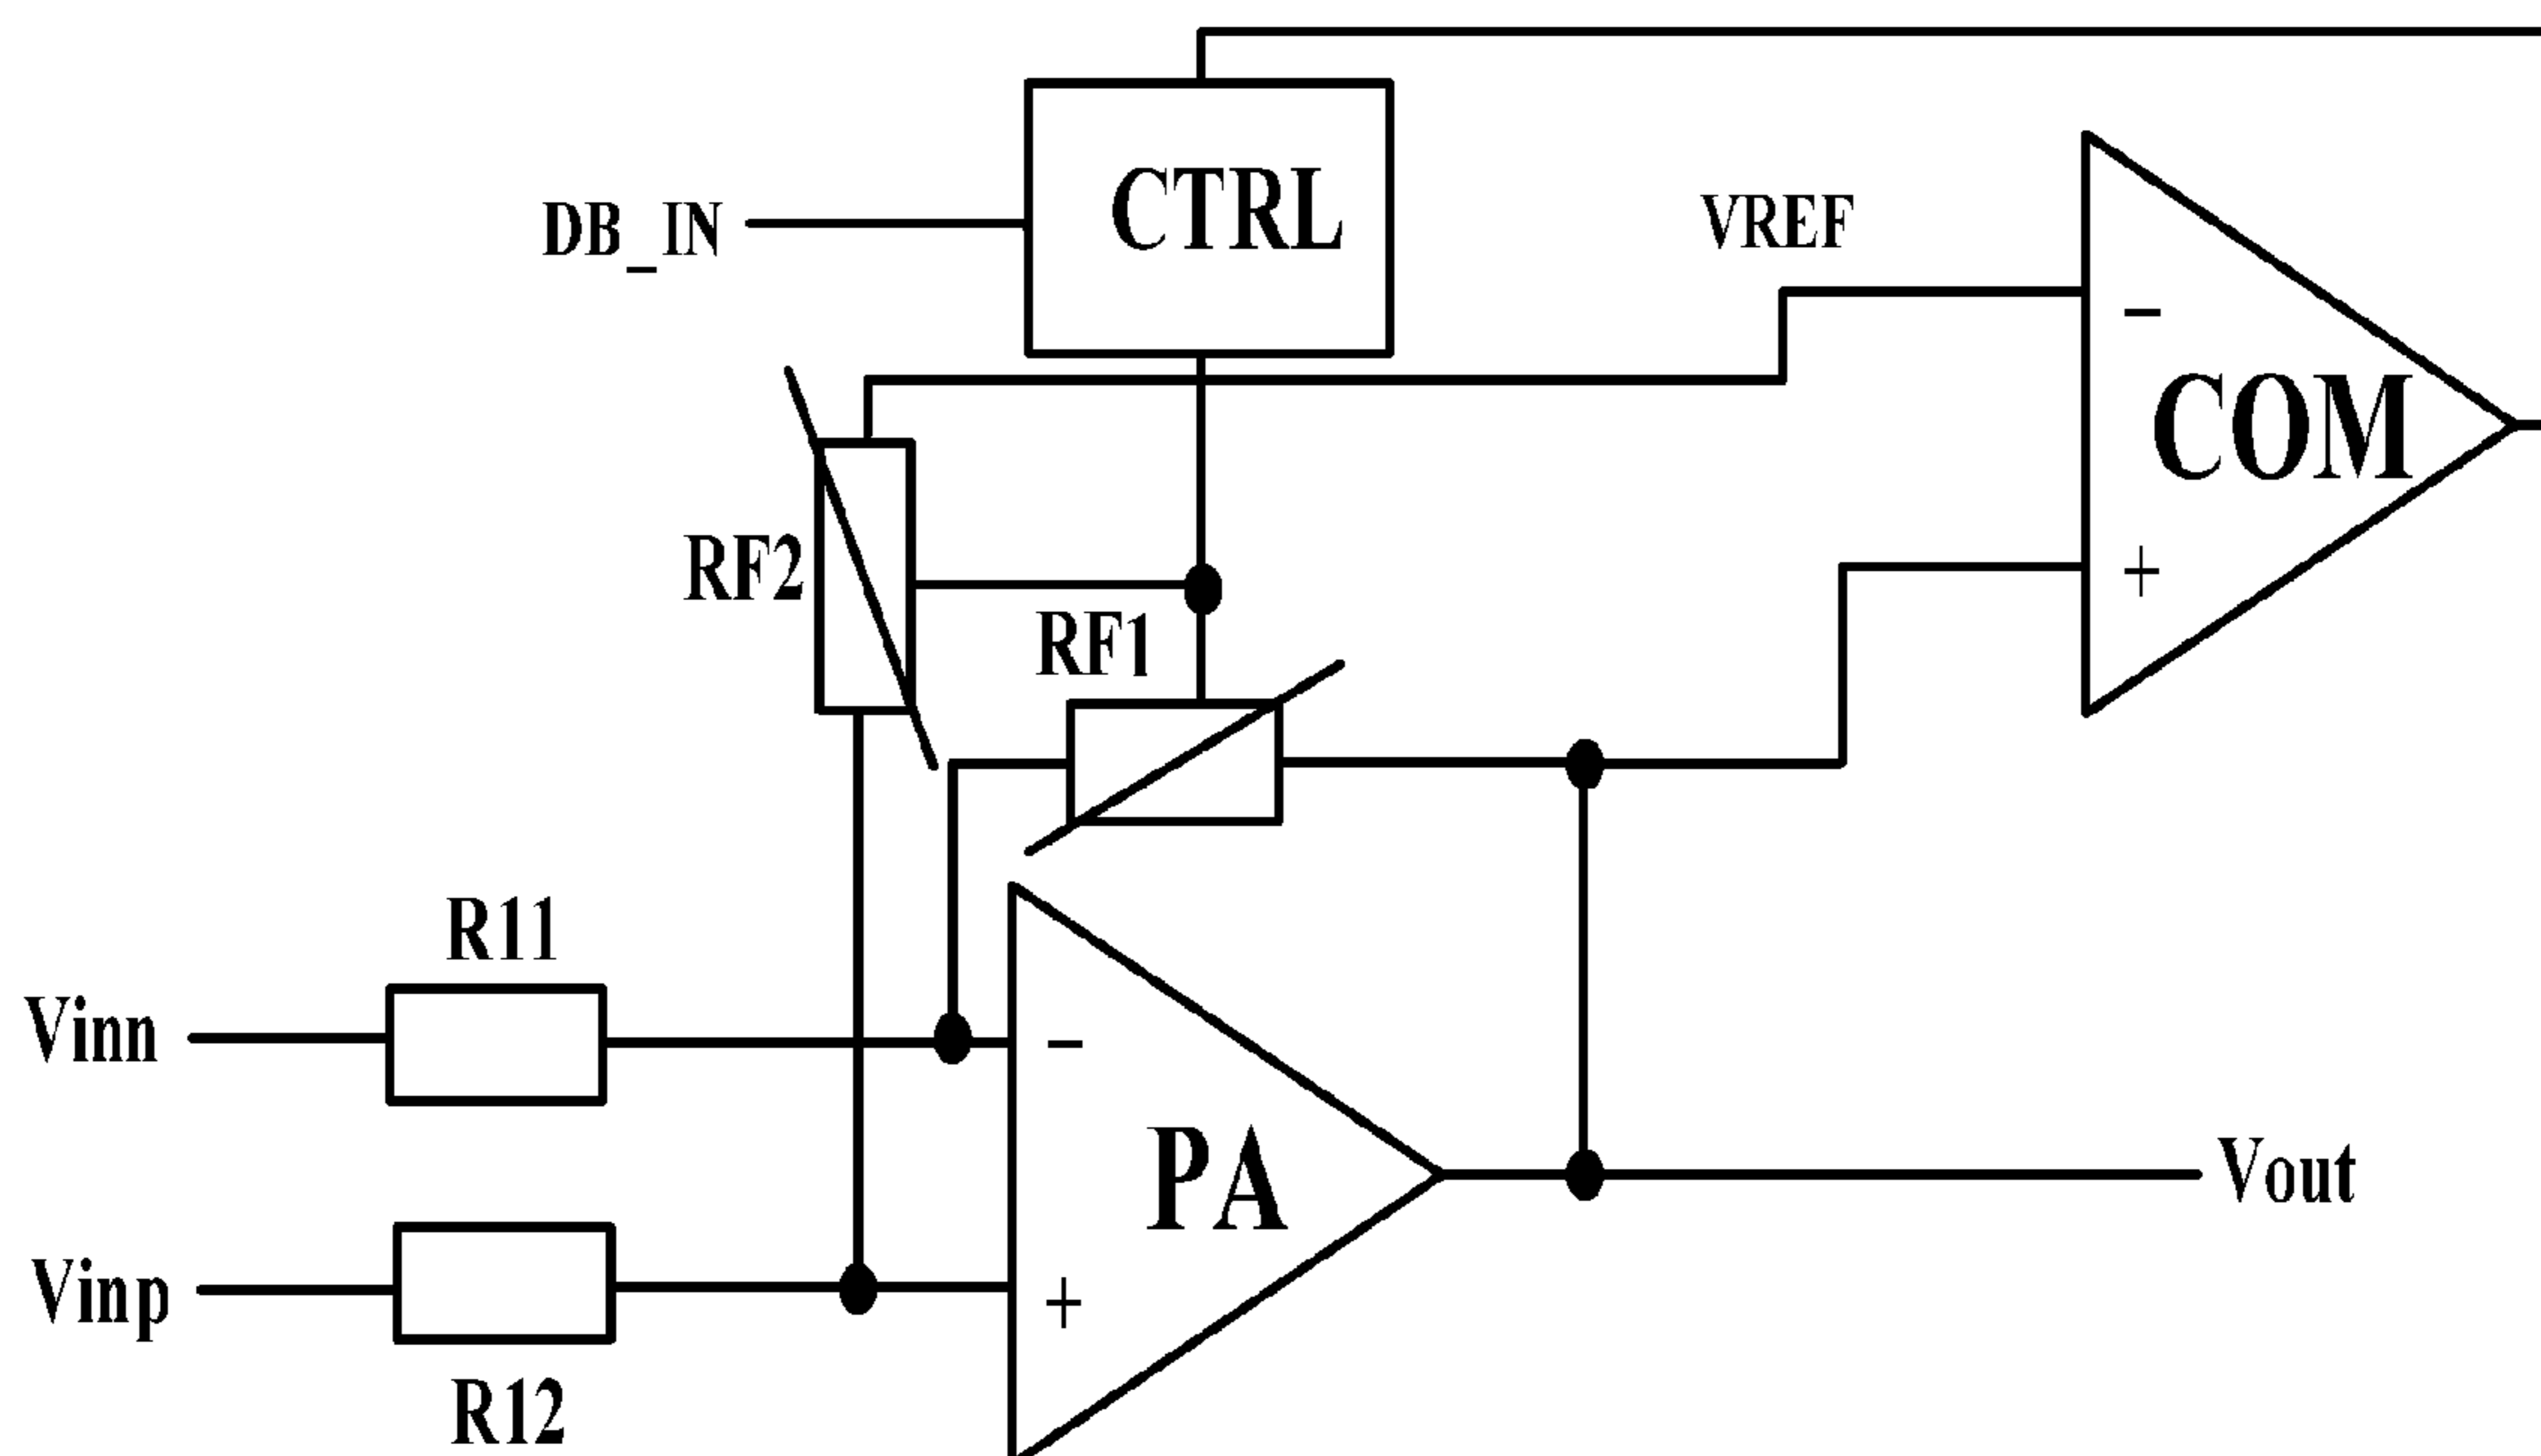 CTRL
DB_IN
VREF
−
COM
RF2
+
RF1
R11
Vinn
−
PA
Vout
Vinp
+
R12